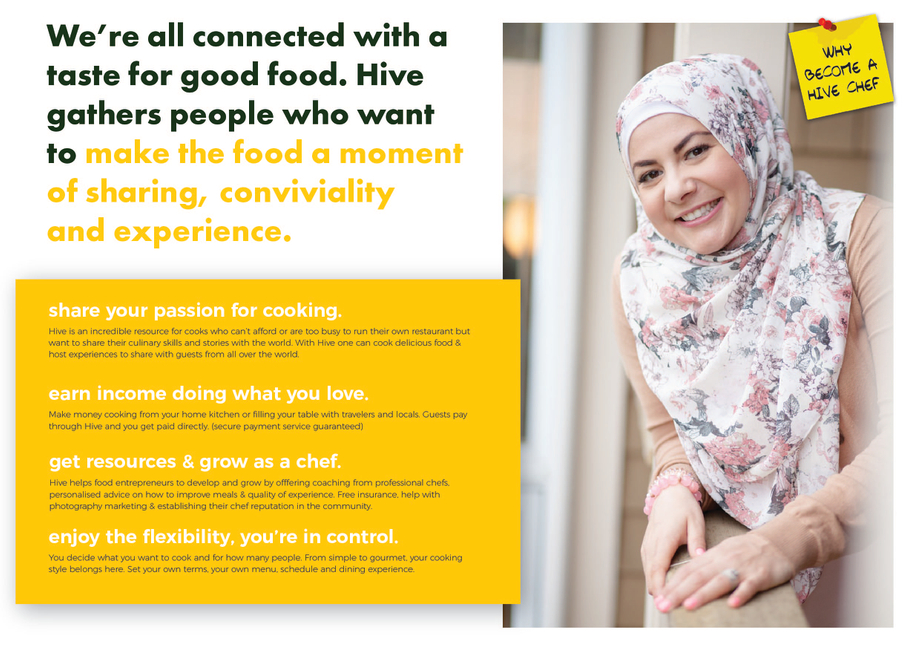 We're all connected with a
taste for good food. Hive
gathers people who want
to make the food a moment
of sharing, conviviality
and experience.
WHY
BECOME A
HIVE CHEF
share your passion for cooking.
Hive is an incredible resource for cooks who can't afford or are too busy to run their own restaurant but
want to share their culinary skills and stories with the world. With Hive one can cook delicious food &
host experiences to share with guests from all over the world.
earn income doing what you love.
Make money cooking from your home kitchen or filling your table with travelers and locals. Guests pay
through Hive and you get paid directly. (secure payment service guaranteed)
get resources & grow as a chef.
Hive helps food entrepreneurs to develop and grow by offfering coaching from professional chefs,
personalised advice on how to improve meals & quality of experience. Free insurance, help with
photography marketing & establishing their chef reputation in the community.
enjoy the flexibility, you're in control.
You decide what you want to cook and for how many people. From simple to gourmet, your cooking
style belongs here. Set your own terms, your own menu, schedule and dining experience.